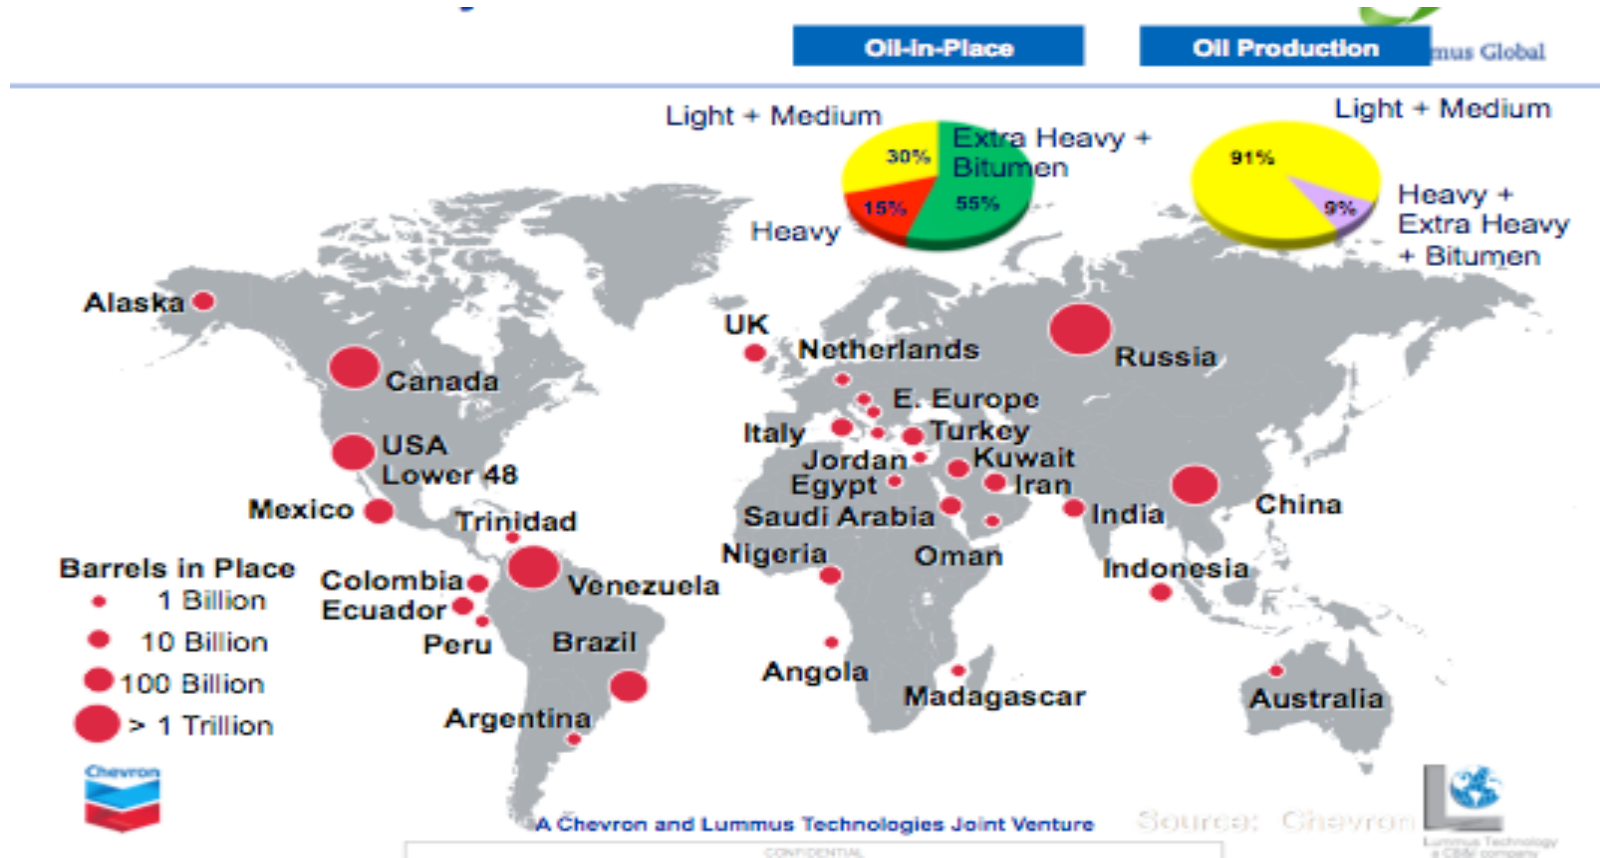 Oil-in-Place
Oil Production
mus Global
Light + Medium
Light + Medium
30%
Extra Heavy +
Bitumen
55%
15%
Heavy
91%
9%
Heavy +
Extra Heavy
+ Bitumen
Alaska
Canada
USA
Lower 48
Mexico
Trinidad
Colombia
Venezuela
Ecuador
Peru
Brazil
Argentina
UK
Netherlands
Russia
E. Europe
Italy
Turkey
Jordan
Kuwait
Egypt
Iran
Saudi Arabia
India
China
Nigeria
Oman
Indonesia
Angola
Madagascar
Australia
Barrels in Place
1 Billion
10 Billion
100 Billion
> 1 Trillion
Chevron
A Chevron and Lummus Technologies Joint Venture
Source: Chevron
Lummus Technology
a CB&I company
CONFIDENTIAL